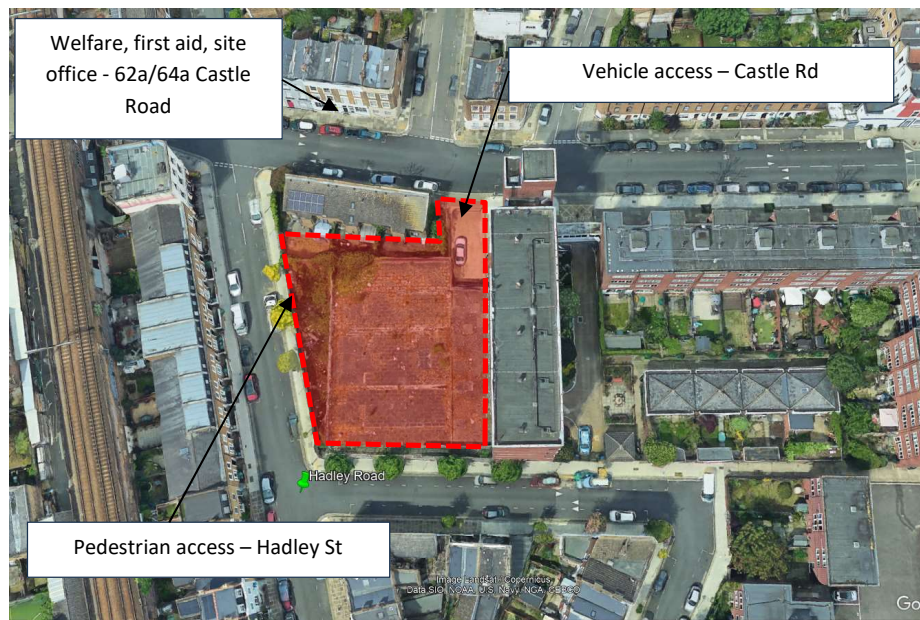 Welfare, first aid, site
office - 62a/64a Castle
Road
Vehicle access – Castle Rd
Hadley Road
Pedestrian access – Hadley St
Image Landsat / Copernicus
Data SIO, NOAA, U.S. Navy, NGA, GEBCO
Go